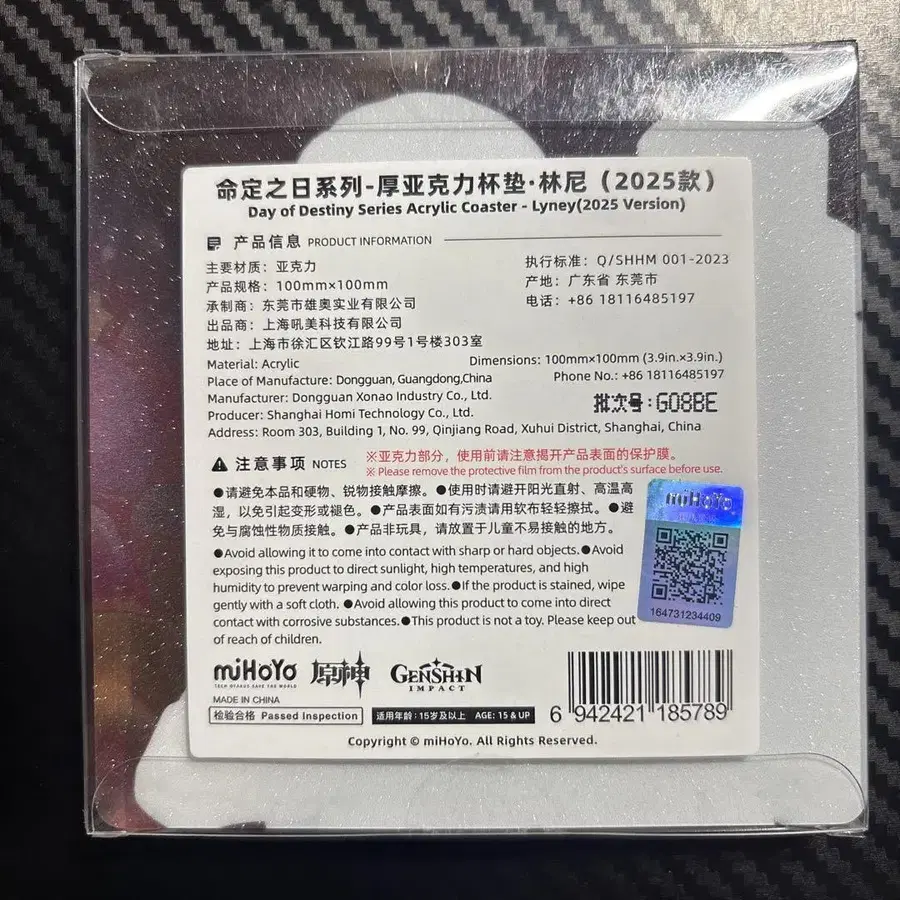 命定之日系列-厚亚克力杯垫·林尼（2025款）
Day of Destiny Series Acrylic Coaster - Lyney(2025 Version)
产品信息 PRODUCT INFORMATION
主要材质：亚克力
执行标准：Q/SHHM 001-2023
产品规格：100mm×100mm
产地：广东省 东莞市
承制商：东莞市雄奥实业有限公司
电话：+86 18116485197
出品商：上海吼美科技有限公司
地址：上海市徐汇区钦江路99号1号楼303室
Material: Acrylic
Dimensions: 100mm×100mm (3.9in.×3.9in.)
Place of Manufacture: Dongguan, Guangdong,China
Phone No.: +86 18116485197
Manufacturer: Dongguan Xonao Industry Co., Ltd.
批次号:G08BE
Producer: Shanghai Homi Technology Co., Ltd.
Address: Room 303, Building 1, No. 99, Qinjiang Road, Xuhui District, Shanghai, China
注意事项 NOTES
※亚克力部分，使用前请注意揭开产品表面的保护膜。
※ Please remove the protective film from the product's surface before use.
●请避免本品和硬物、锐物接触摩擦。●使用时请避开阳光直射、高温高
湿，以免引起变形或褪色。●产品表面如有污渍请用软布轻轻擦拭。●避
免与腐蚀性物质接触。●产品非玩具，请放置于儿童不易接触的地方。
●Avoid allowing it to come into contact with sharp or hard objects.●Avoid
exposing this product to direct sunlight, high temperatures, and high
humidity to prevent warping and color loss.●If the product is stained, wipe
gently with a soft cloth. ●Avoid allowing this product to come into direct
contact with corrosive substances.●This product is not a toy. Please keep out
of reach of children.
miHoYo
164731234409
miHoYo
TECH OTAKUS SAVE THE WORLD
原神
GENSHIN
IMPACT
MADE IN CHINA
检验合格 Passed Inspection
适用年龄：15岁及以上 AGE: 15 & UP
6 942421 185789
Copyright © miHoYo. All Rights Reserved.